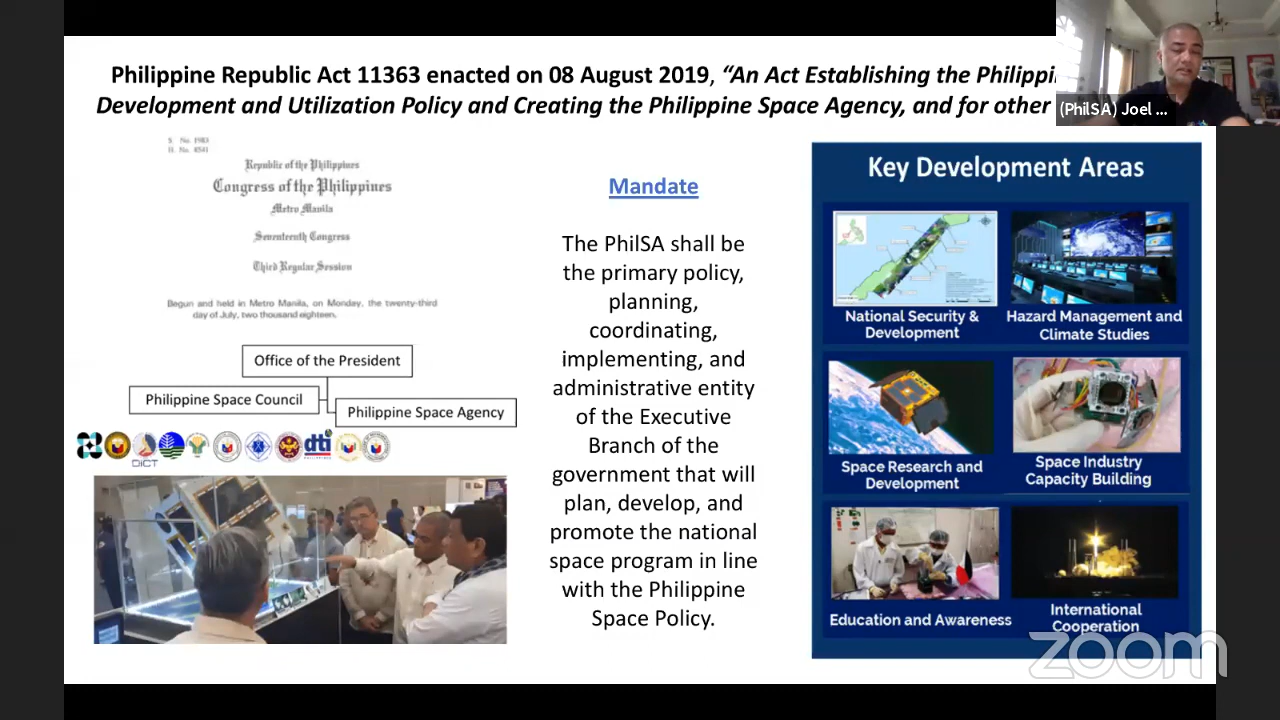 Philippine Republic Act 11363 enacted on 08 August 2019, “An Act Establishing the Philippi
Development and Utilization Policy and Creating the Philippine Space Agency, and for other
(PhilSA) Joel ...
S. No. 1983
H. No. 8541
Republic of the Philippines
Congress of the Philippines
Metro Manila
Seventeenth Congress
Third Regular Session
Begun and held in Metro Manila, on Monday, the twenty-third
day of July, two thousand eighteen.
Office of the President
Philippine Space Council
Philippine Space Agency
DICT
dti
Mandate
The PhilSA shall be
the primary policy,
planning,
coordinating,
implementing, and
administrative entity
of the Executive
Branch of the
government that will
plan, develop, and
promote the national
space program in line
with the Philippine
Space Policy.
Key Development Areas
National Security &
Development
Hazard Management and
Climate Studies
Space Research and
Development
Space Industry
Capacity Building
Education and Awareness
International
Cooperation
zoom